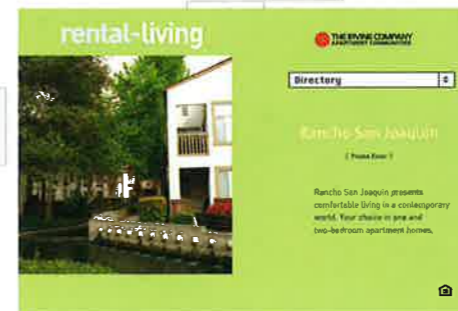 rental-living
THE IRVINE COMPANY
APARTMENT COMMUNITIES
Directory
Rancho San Joaquin
Rancho San Joaquin presents
comfortable living in a contemporary
world. Your choice in one and
two-bedroom apartment homes.